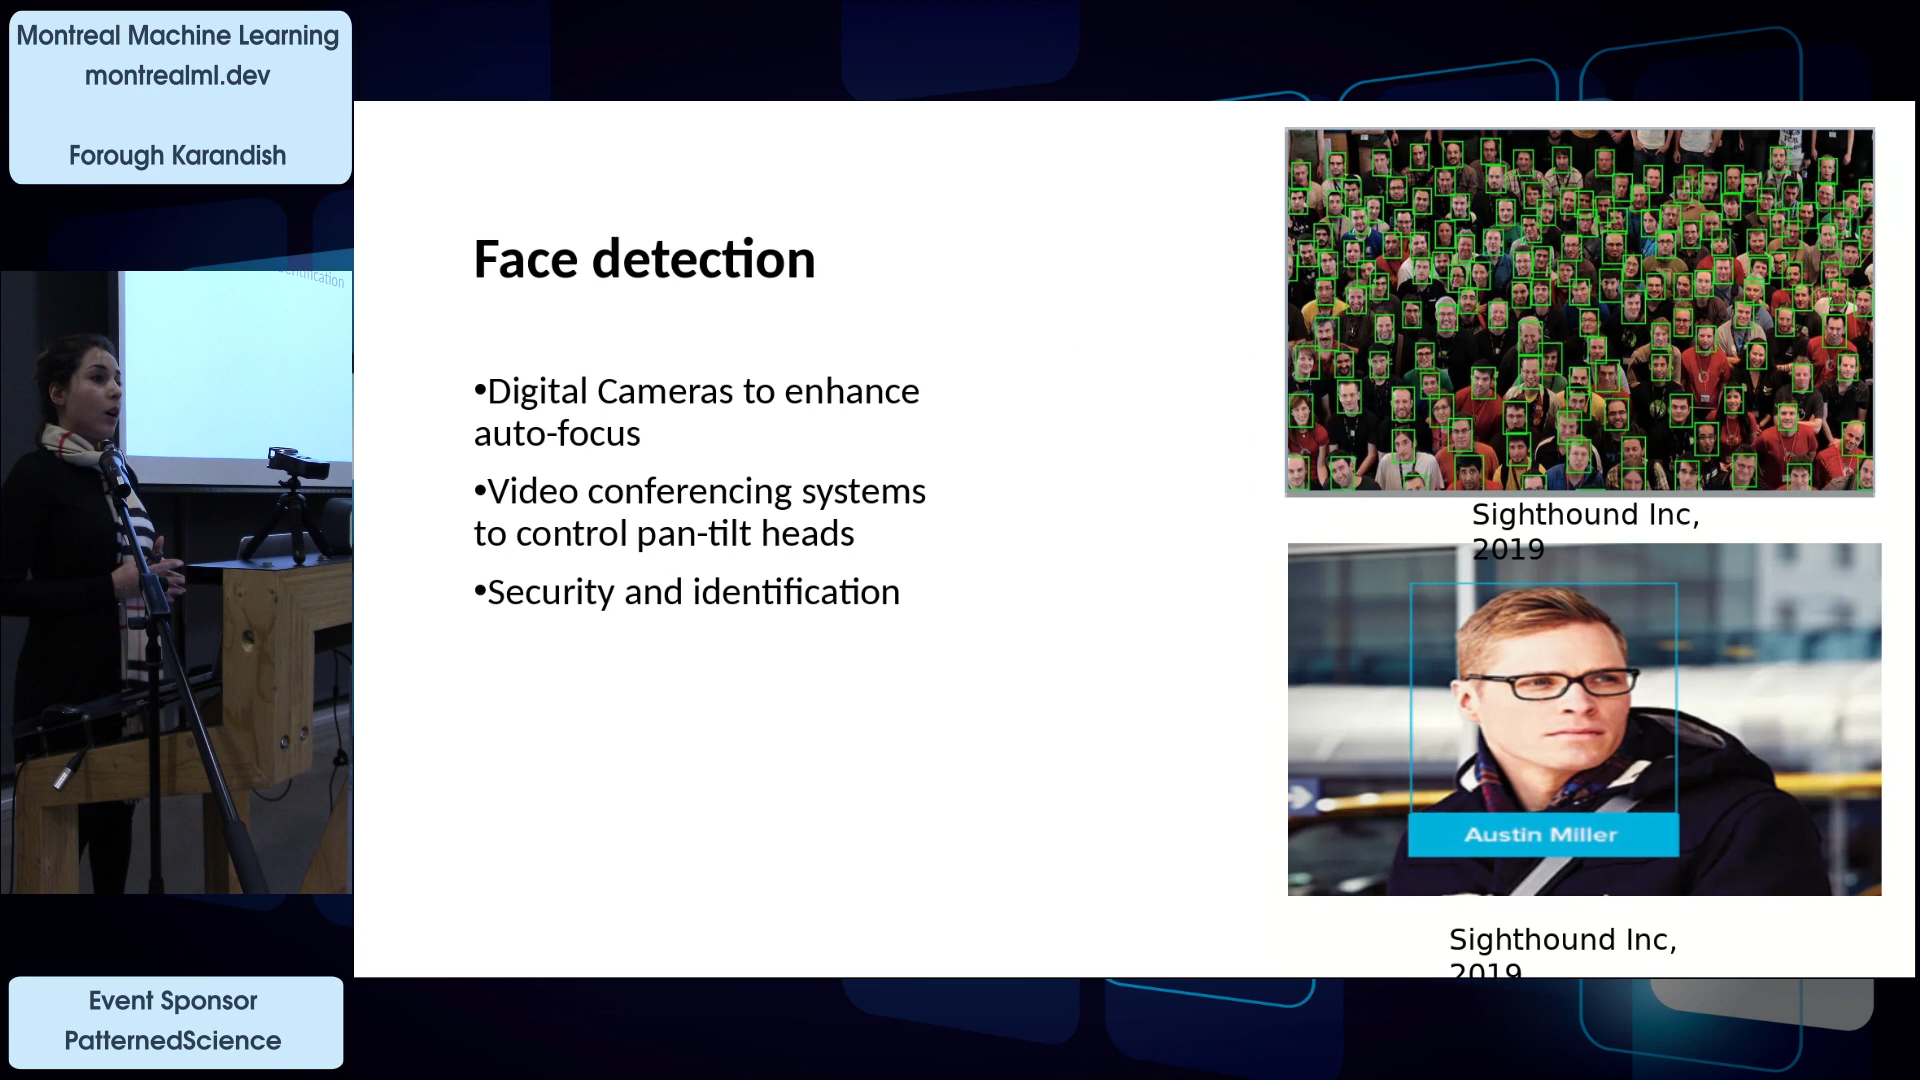 Montreal Machine Learning
montrealml.dev
Forough Karandish
entification
Face detection
•Digital Cameras to enhance
auto-focus
•Video conferencing systems
to control pan-tilt heads
•Security and identification
Sighthound Inc,
2019
Austin Miller
Sighthound Inc,
2019
Event Sponsor
PatternedScience